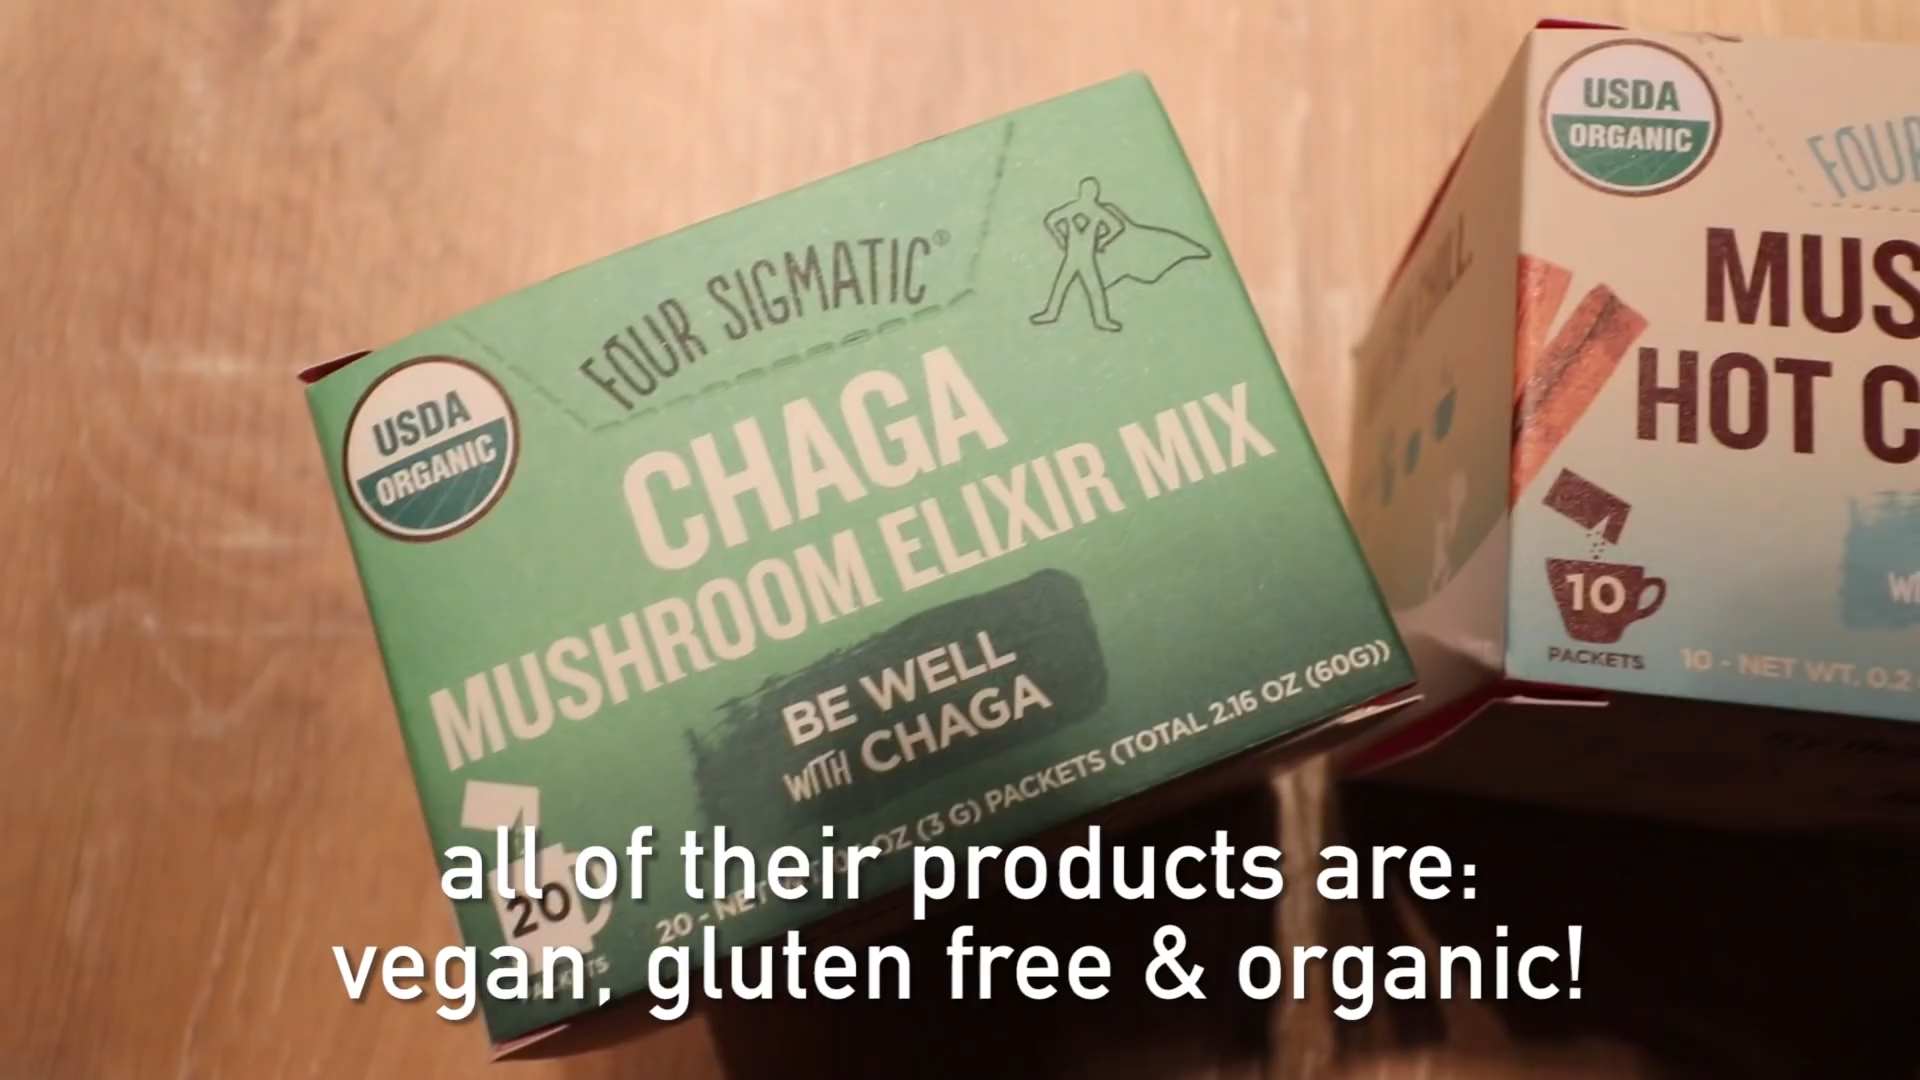 USDA
ORGANIC
FOUR SIGMATIC®
CHAGA
MUSHROOM ELIXIR MIX
BE WELL
WITH CHAGA
20 - NET OZ (3 G) PACKETS (TOTAL 2.16 OZ (60G))
20
USDA
ORGANIC
FOUR
MUS
HOT C
10
PACKETS
10 - NET WT. 0.2
all of their products are:
vegan, gluten free & organic!